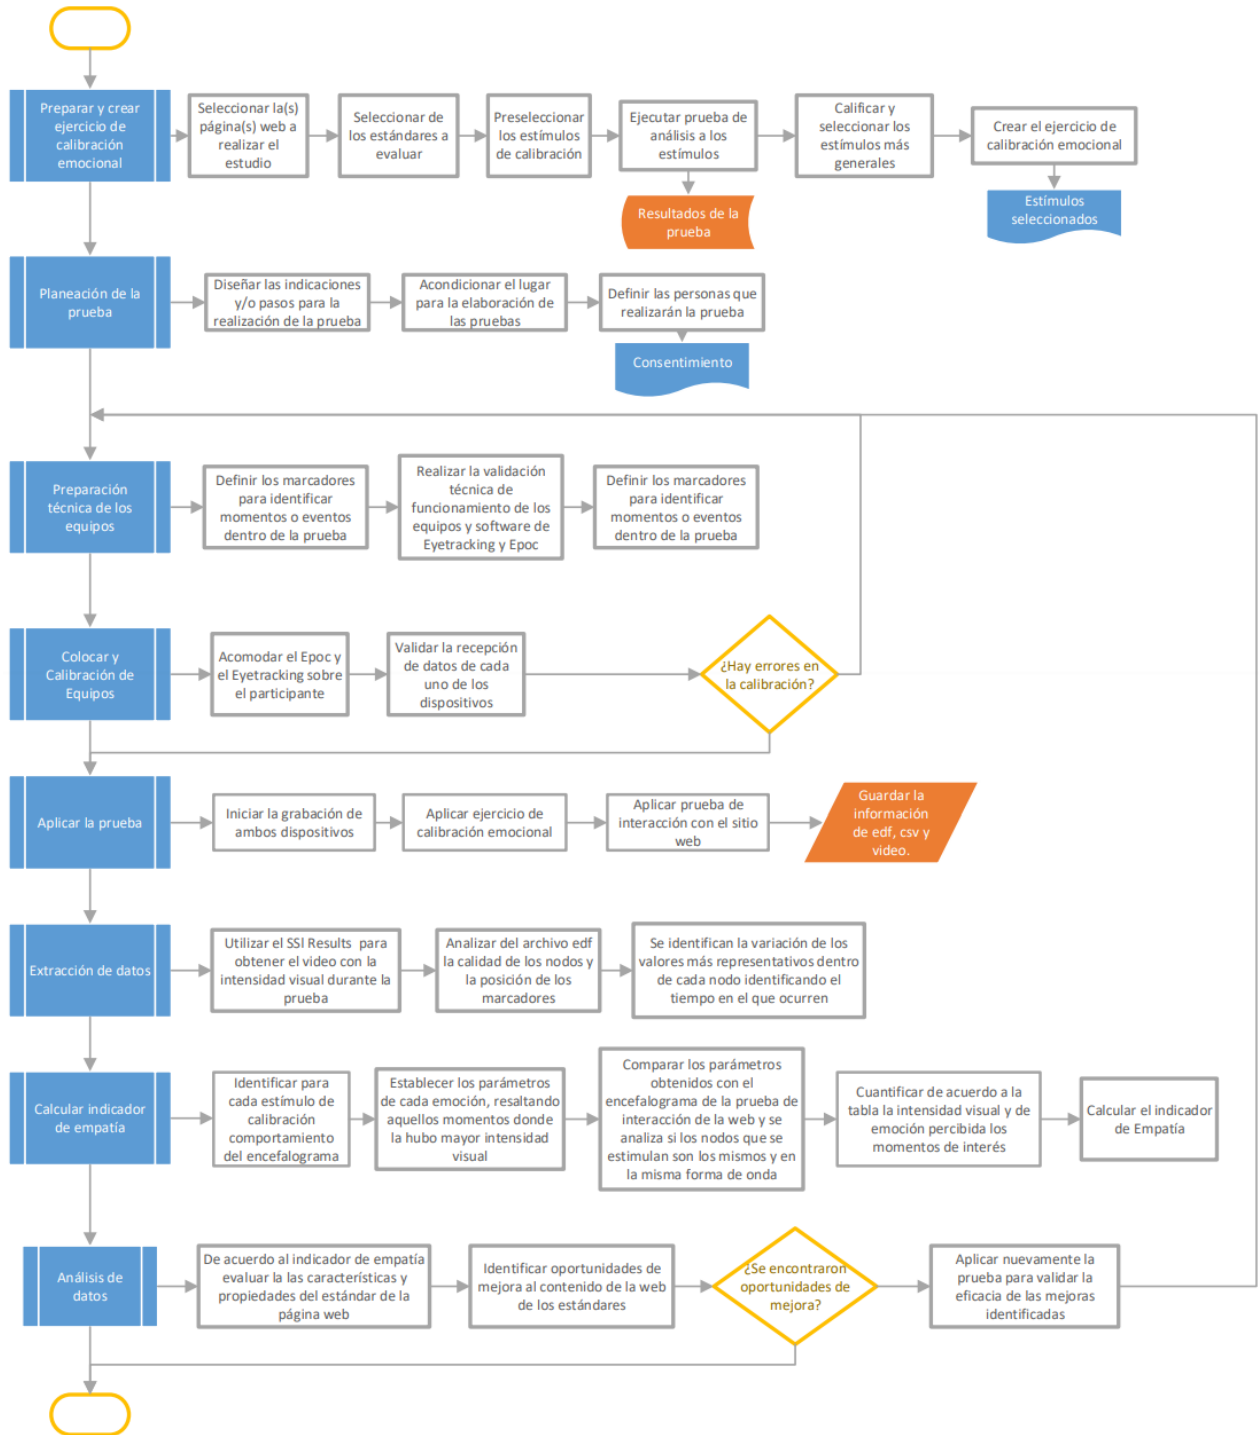 Preparar y crear
ejercicio de
calibración
emocional
Seleccionar la(s)
página(s) web a
realizar el
estudio
Seleccionar de
los estándares a
evaluar
Preseleccionar
los estímulos
de calibración
Ejecutar prueba de
análisis a los
estímulos
Calificar y
seleccionar los
estímulos más
generales
Crear el ejercicio de
calibración emocional
Resultados de la
prueba
Estímulos
seleccionados
Planeación de la
prueba
Diseñar las indicaciones
y/o pasos para la
realización de la prueba
Acondicionar el lugar
para la elaboración de
las pruebas
Definir las personas que
realizarán la prueba
Consentimiento
Preparación
técnica de los
equipos
Definir los marcadores
para identificar
momentos o eventos
dentro de la prueba
Realizar la validación
técnica de
funcionamiento de los
equipos y software de
Eyetracking y Epoc
Definir los marcadores
para identificar
momentos o eventos
dentro de la prueba
Colocar y
Calibración de
Equipos
Acomodar el Epoc y
el Eyetracking sobre
el participante
Validar la recepción
de datos de cada
uno de los
dispositivos
¿Hay errores en
la calibración?
Aplicar la prueba
Iniciar la grabación de
ambos dispositivos
Aplicar ejercicio de
calibración emocional
Aplicar prueba de
interacción con el sitio
web
Guardar la
información
de edf, csv y
video.
Extracción de datos
Utilizar el SSI Results para
obtener el video con la
intensidad visual durante la
prueba
Analizar del archivo edf
la calidad de los nodos y
la posición de los
marcadores
Se identifican la variación de los
valores más representativos dentro
de cada nodo identificando el
tiempo en el que ocurren
Calcular indicador
de empatía
Identificar para
cada estímulo de
calibración
comportamiento
del encefalograma
Establecer los parámetros
de cada emoción, resaltando
aquellos momentos donde
la hubo mayor intensidad
visual
Comparar los parámetros
obtenidos con el
encefalograma de la prueba de
interacción de la web y se
analiza si los nodos que se
estimulan son los mismos y en
la misma forma de onda
Cuantificar de acuerdo a la
tabla la intensidad visual y de
emoción percibida los
momentos de interés
Calcular el indicador
de Empatía
Análisis de
datos
De acuerdo al indicador de empatía
evaluar la las características y
propiedades del estándar de la
página web
Identificar oportunidades de
mejora al contenido de la web
de los estándares
¿Se encontraron
oportunidades de
mejora?
Aplicar nuevamente la
prueba para validar la
eficacia de las mejoras
identificadas